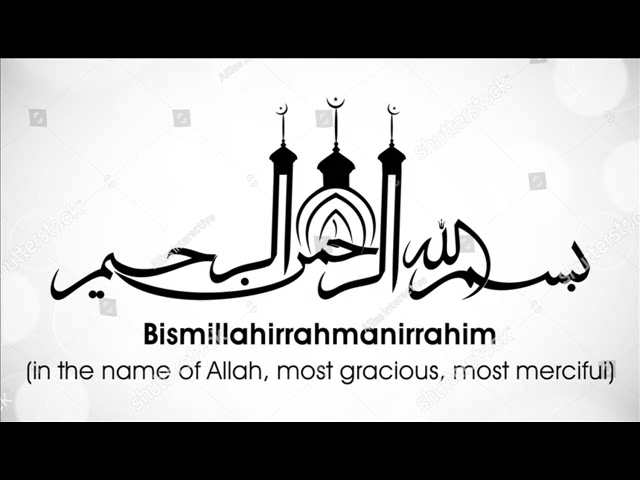 بسم الله الرحمن الرحيم
Bismillahirrahmanirrahim
(in the name of Allah, most gracious, most merciful)